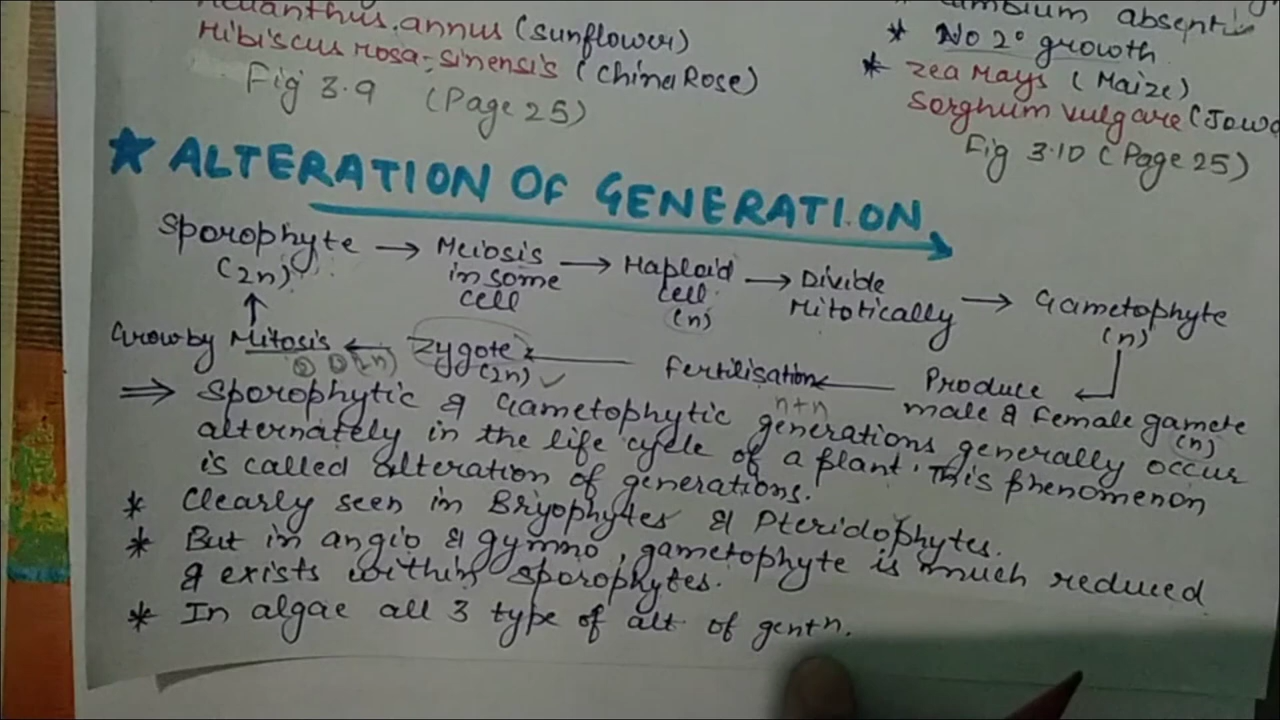 annus (sunflower)
Hibiscus rosa-sinensis (China Rose)
Fig 3.9 (Page 25)
absent
* No 2° growth
* Zea Mays (Maize)
Sorghum vulgare (Jowa
Fig 3.10 (Page 25)
★ ALTERATION OF GENERATION
Sporophyte → Meiosis → Haploid → Divide → Gametophyte
(2n) in some cell Mitotically (n)
cell (n)
↑
Grow by Mitosis ← Zygote ← Fertilisation ← Produce
(2n) (2n) ✓ n+n male & female gamete
(n)
⇒ Sporophytic & Gametophytic generations generally occur
alternately in the life cycle of a plant. This phenomenon
is called alteration of generations.
* Clearly seen in Bryophytes & Pteridophytes.
* But in angio & gymno, gametophyte is much reduced
& exists within sporophytes.
* In algae all 3 type of alt of gentn.